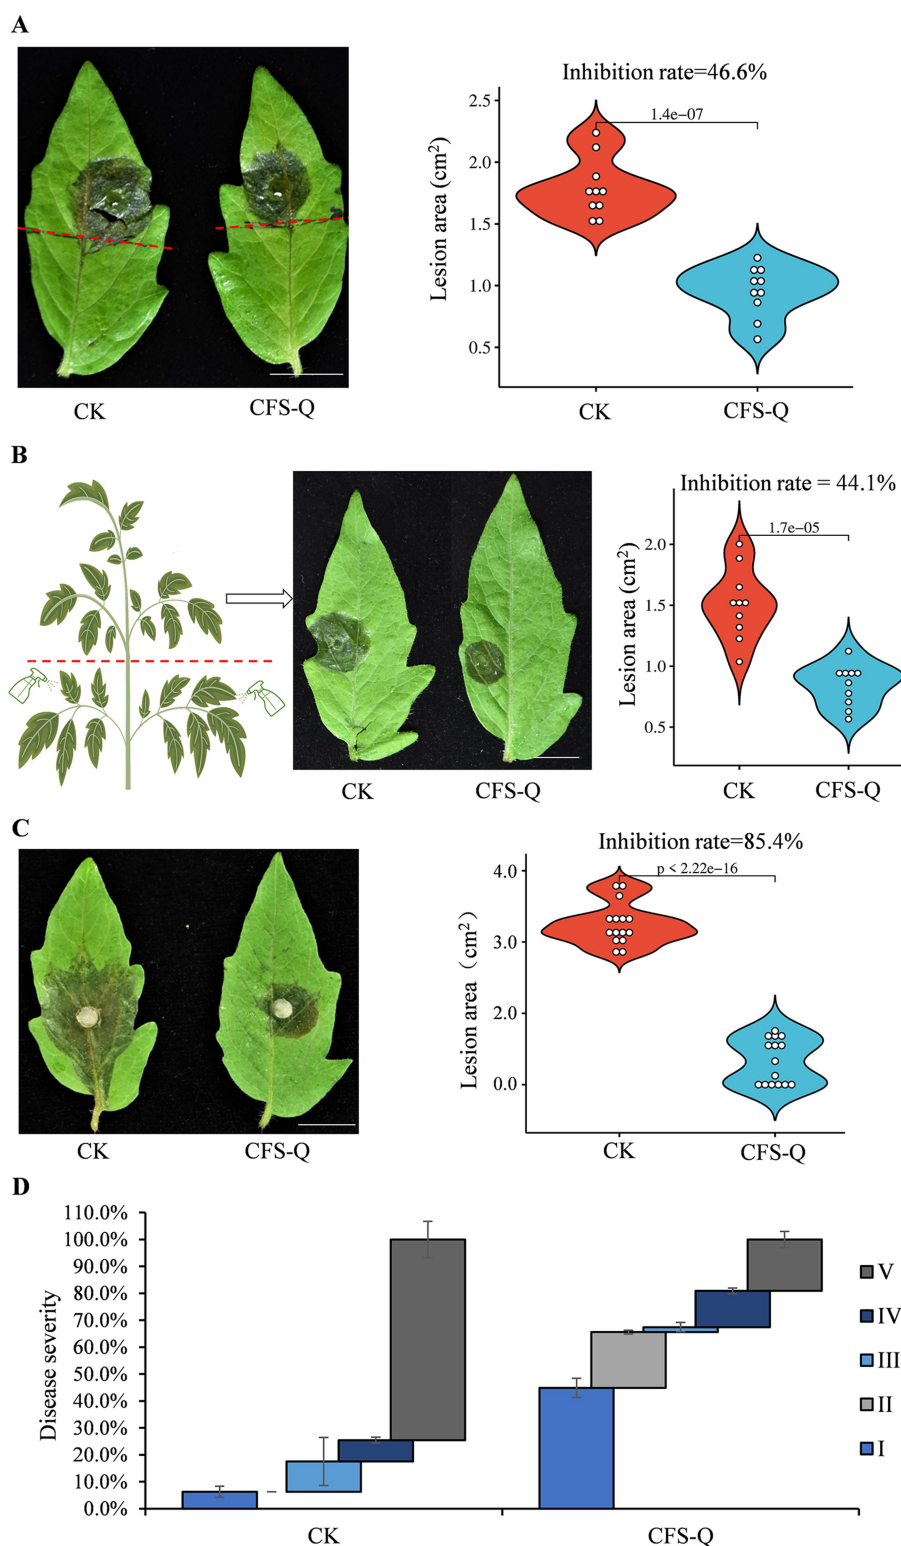 A
Inhibition rate=46.6%
2.5
1.4e−07
2.0
1.5
1.0
0.5
Lesion area (cm²)
CK
CFS-Q
CK
CFS-Q
B
Inhibition rate = 44.1%
1.7e−05
2.0
1.5
1.0
0.5
Lesion area (cm²)
CK
CFS-Q
CK
CFS-Q
C
Inhibition rate=85.4%
p < 2.22e−16
4.0
3.0
2.0
0.0
Lesion area（cm²）
CK
CFS-Q
CK
CFS-Q
D
110.0%
100.0%
90.0%
80.0%
70.0%
60.0%
50.0%
40.0%
30.0%
20.0%
10.0%
0.0%
Disease severity
V
IV
III
II
I
CK
CFS-Q